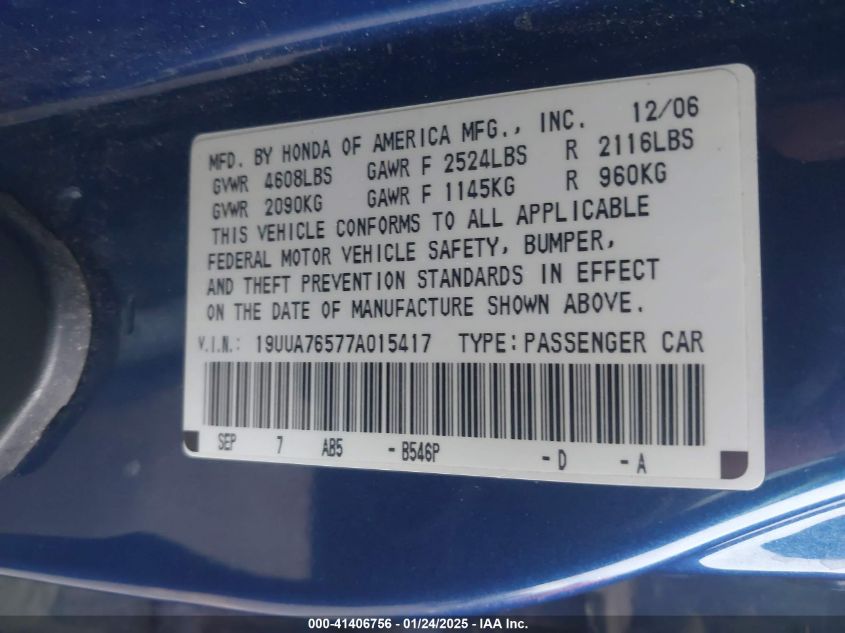 MFD. BY HONDA OF AMERICA MFG., INC. 12/06
GVWR 4608LBS GAWR F 2524LBS R 2116LBS
GVWR 2090KG GAWR F 1145KG R 960KG
THIS VEHICLE CONFORMS TO ALL APPLICABLE
FEDERAL MOTOR VEHICLE SAFETY, BUMPER,
AND THEFT PREVENTION STANDARDS IN EFFECT
ON THE DATE OF MANUFACTURE SHOWN ABOVE.
V.I.N.: 19UUA76577A015417 TYPE: PASSENGER CAR
SEP 7 AB5 - B546P - D - A
000-41406756 - 01/24/2025 - IAA Inc.